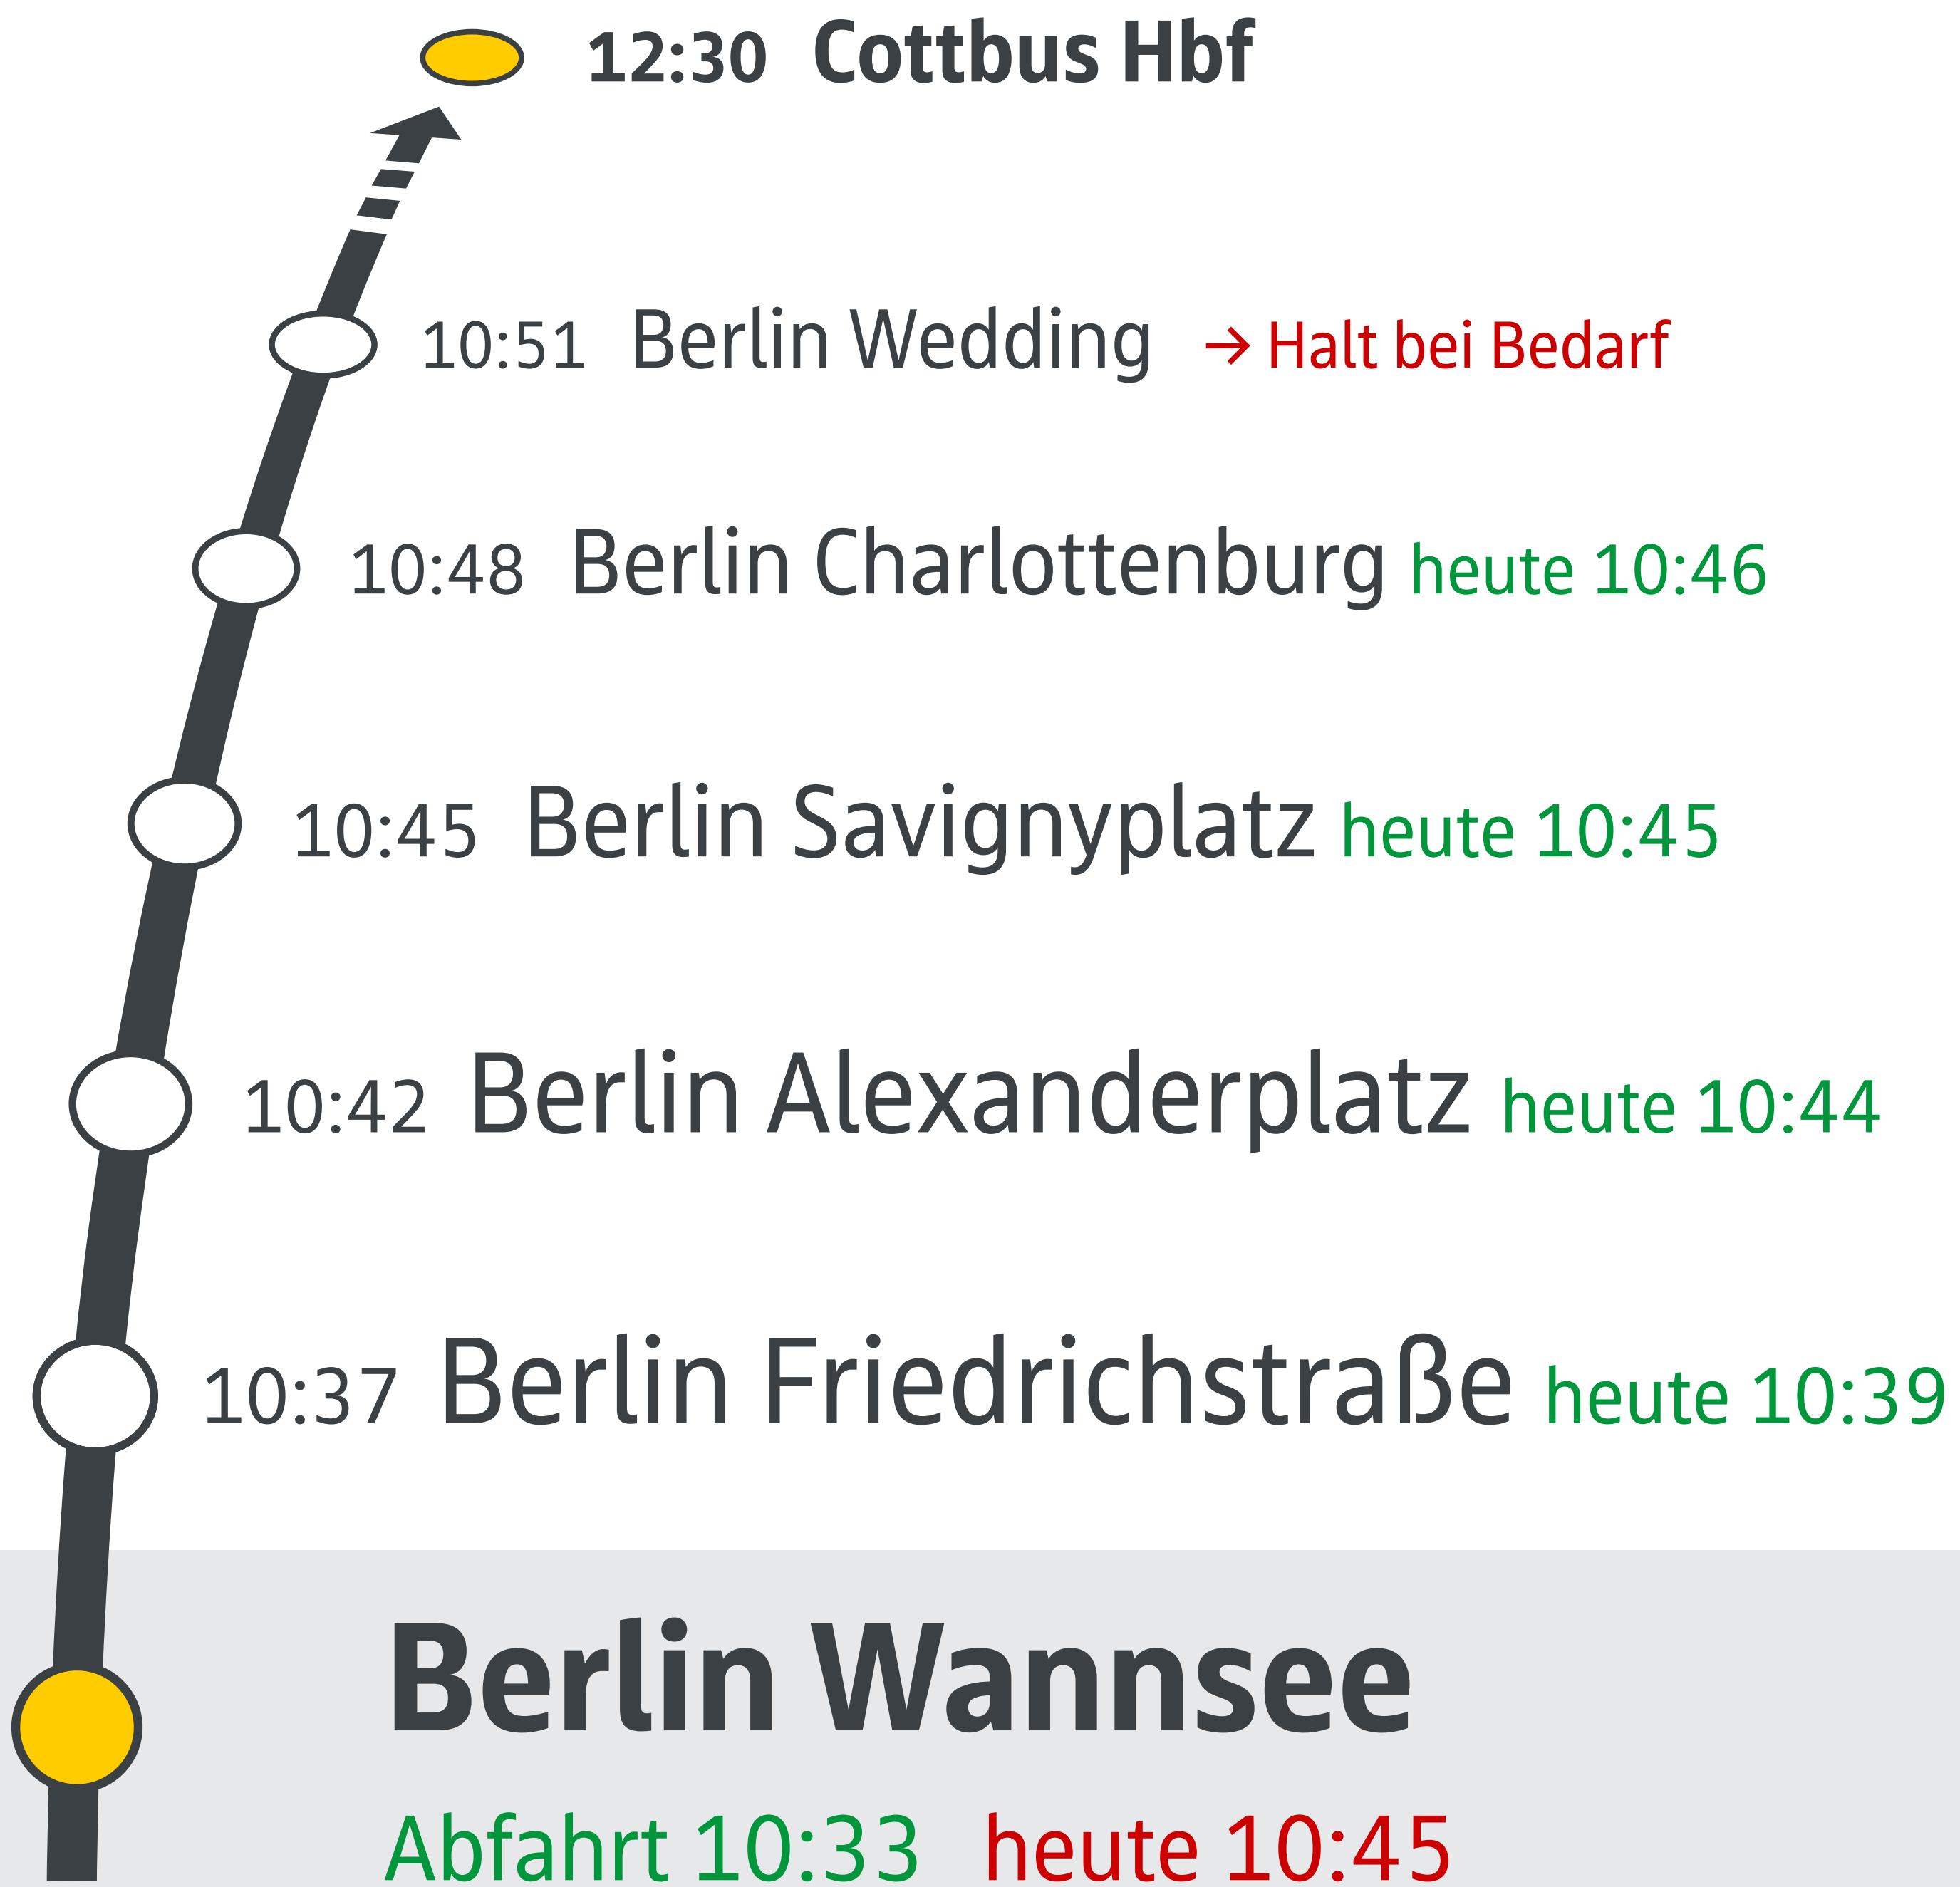 12:30 Cottbus Hbf
10:51 Berlin Wedding → Halt bei Bedarf
10:48 Berlin Charlottenburg heute 10:46
10:45 Berlin Savignyplatz heute 10:45
10:42 Berlin Alexanderplatz heute 10:44
10:37 Berlin Friedrichstraße heute 10:39
Berlin Wannsee
Abfahrt 10:33 heute 10:45